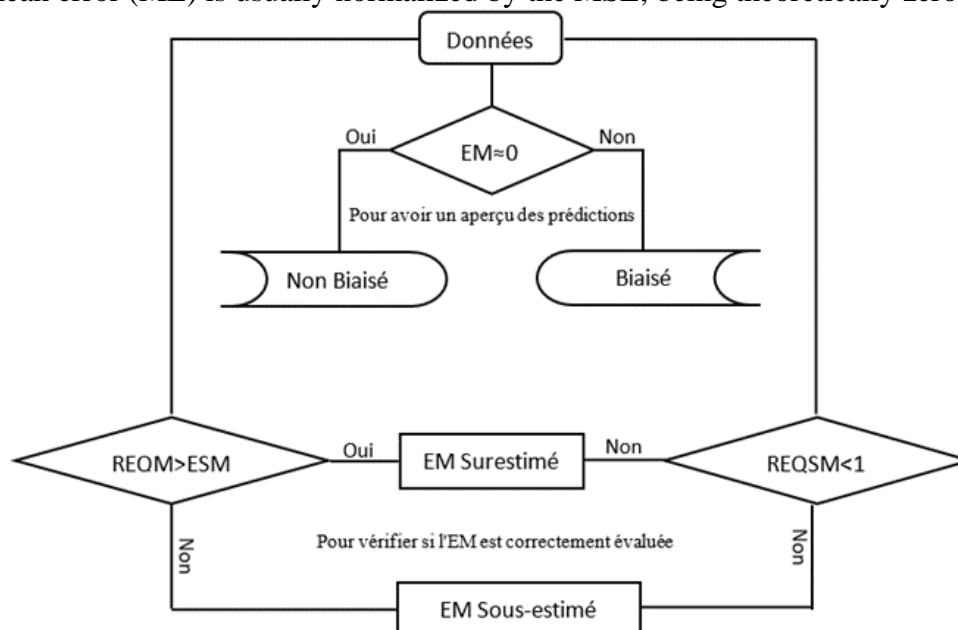 ean error (ME) is usually normalized by the MSE, being theoretically zero
Données
Oui
Non
EM≈0
Pour avoir un aperçu des prédictions
Non Biaisé
Biaisé
REQM>ESM
Oui
EM Surestimé
Non
REQSM<1
Non
Pour vérifier si l'EM est correctement évaluée
Non
EM Sous-estimé